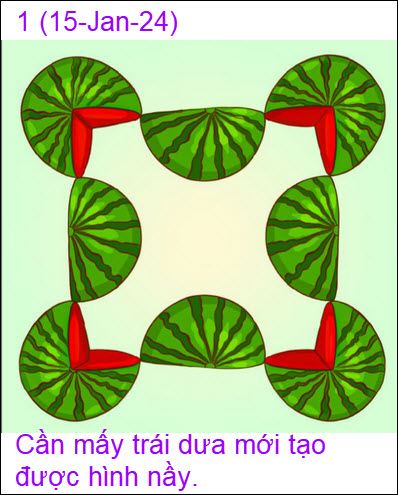 1 (15-Jan-24)
Cần mấy trái dưa mới tạo
được hình nầy.